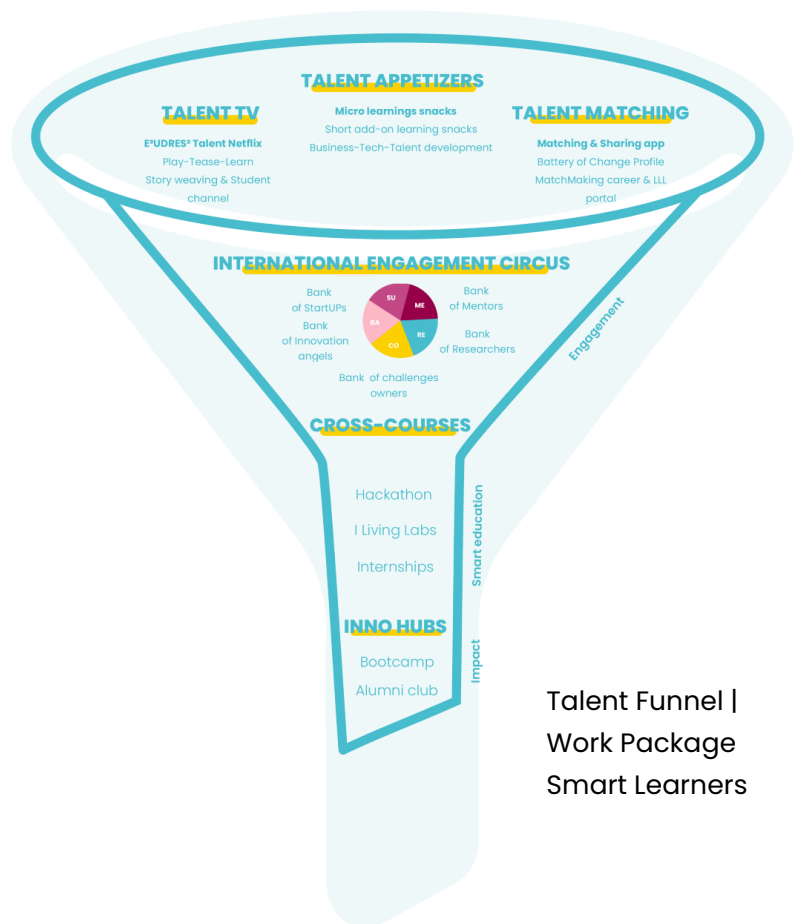 TALENT APPETIZERS
Micro learnings snacks
Short add-on learning snacks
Business-Tech-Talent development
TALENT TV
E³UDRES² Talent Netflix
Play-Tease-Learn
Story weaving & Student
channel
TALENT MATCHING
Matching & Sharing app
Battery of Change Profile
MatchMaking career & LLL
portal
INTERNATIONAL ENGAGEMENT CIRCUS
Bank
of StartUPs
Bank
of Innovation
angels
SU
ME
BA
RE
CO
Bank
of Mentors
Bank
of Researchers
Bank of challenges
owners
Engagement
CROSS-COURSES
Hackathon
I Living Labs
Internships
Smart education
INNO HUBS
Bootcamp
Alumni club
Impact
Talent Funnel |
Work Package
Smart Learners